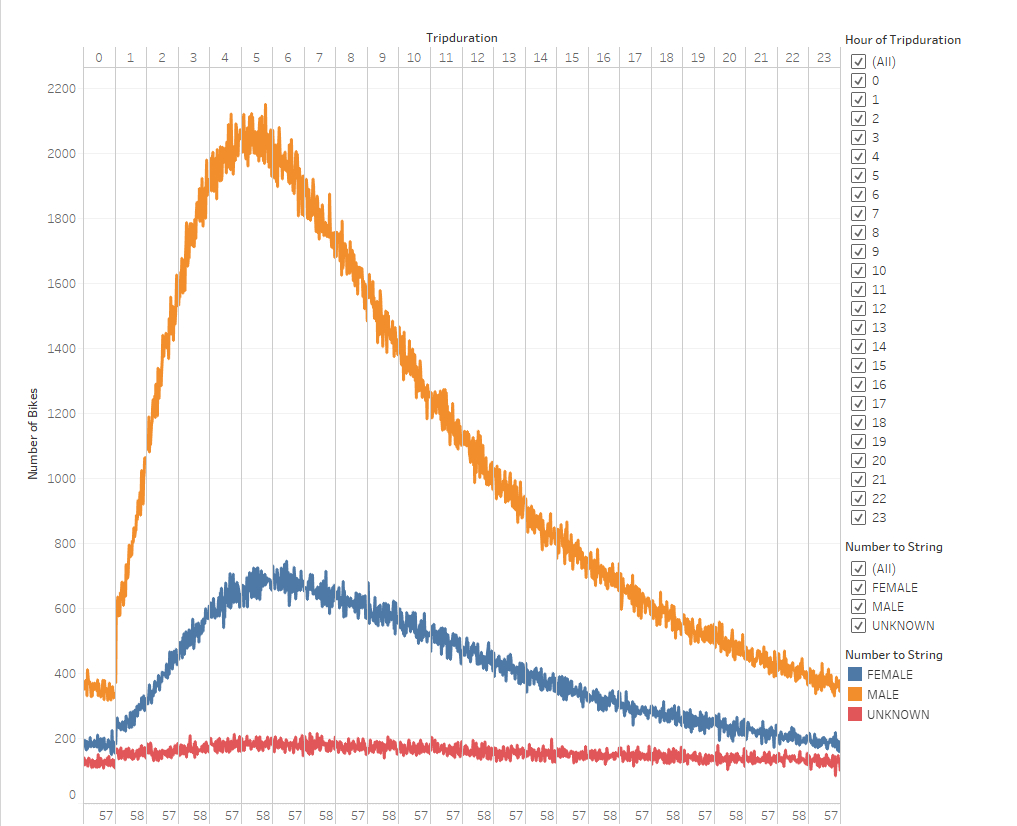 Tripduration
0 1 2 3 4 5 6 7 8 9 10 11 12 13 14 15 16 17 18 19 20 21 22 23
Number of Bikes
2200
2000
1800
1600
1400
1200
1000
800
600
400
200
0
57 58 57 58 57 58 57 58 57 58 57 58 57 58 57 58 57 58 57 58 57 58 57 57
Hour of Tripduration
(All)
0
1
2
3
4
5
6
7
8
9
10
11
12
13
14
15
16
17
18
19
20
21
22
23
Number to String
(All)
FEMALE
MALE
UNKNOWN
Number to String
FEMALE
MALE
UNKNOWN